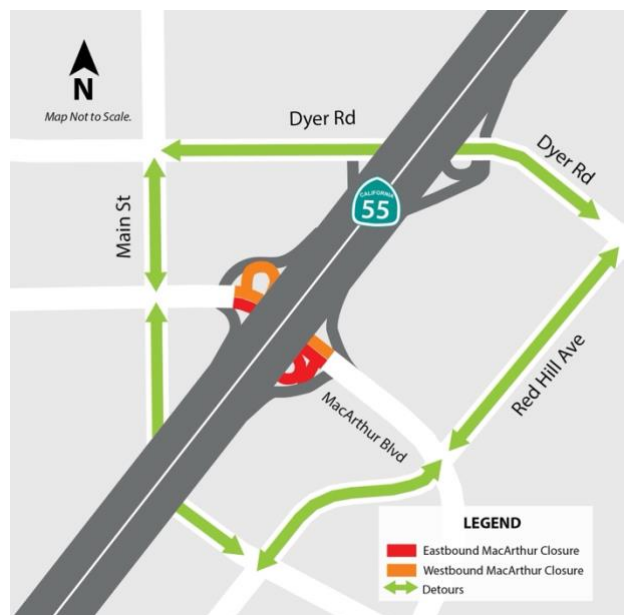 N
Map Not to Scale.
Dyer Rd
Dyer Rd
CALIFORNIA
55
Main St
Red Hill Ave
MacArthur Blvd
LEGEND
Eastbound MacArthur Closure
Westbound MacArthur Closure
Detours